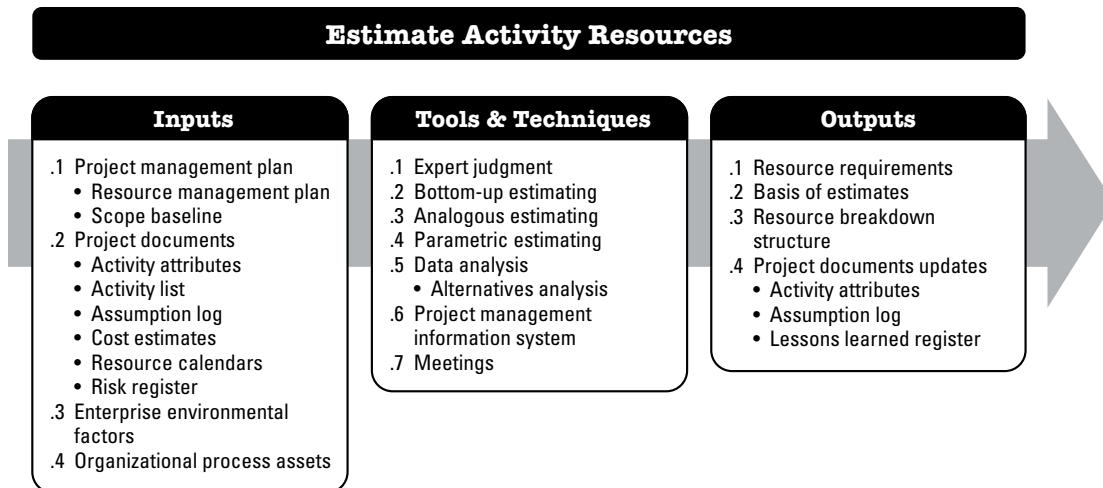 Estimate Activity Resources
Inputs
.1 Project management plan
• Resource management plan
• Scope baseline
.2 Project documents
• Activity attributes
• Activity list
• Assumption log
• Cost estimates
• Resource calendars
• Risk register
.3 Enterprise environmental
factors
.4 Organizational process assets
Tools & Techniques
.1 Expert judgment
.2 Bottom-up estimating
.3 Analogous estimating
.4 Parametric estimating
.5 Data analysis
• Alternatives analysis
.6 Project management
information system
.7 Meetings
Outputs
.1 Resource requirements
.2 Basis of estimates
.3 Resource breakdown
structure
.4 Project documents updates
• Activity attributes
• Assumption log
• Lessons learned register